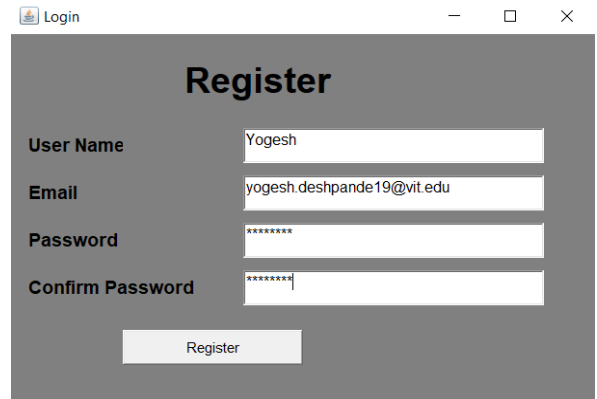 Login
Register
User Name Yogesh
Email yogesh.deshpande19@vit.edu
Password ********
Confirm Password ********
Register